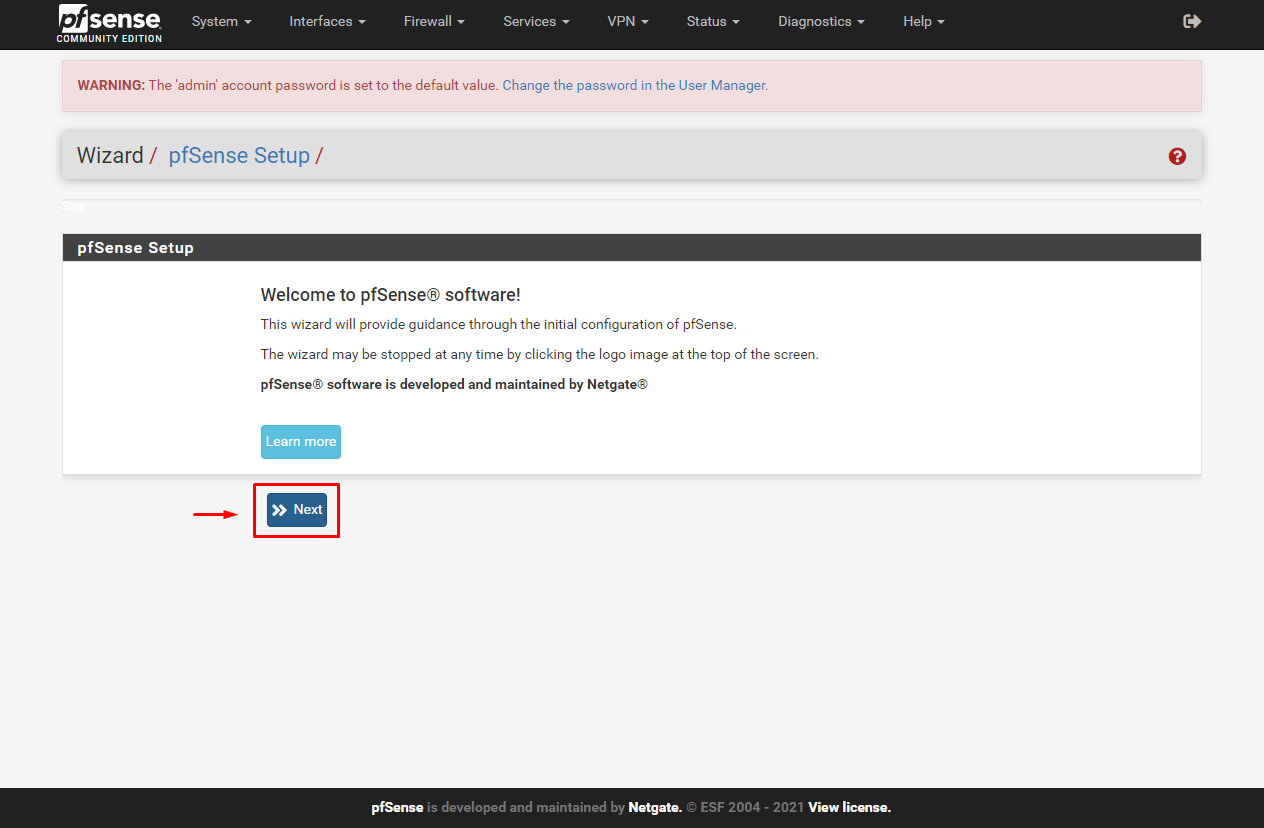 pfsense
COMMUNITY EDITION
System
Interfaces
Firewall
Services
VPN
Status
Diagnostics
Help
WARNING: The 'admin' account password is set to the default value. Change the password in the User Manager.
Wizard / pfSense Setup /
?
Step
pfSense Setup
Welcome to pfSense® software!
This wizard will provide guidance through the initial configuration of pfSense.
The wizard may be stopped at any time by clicking the logo image at the top of the screen.
pfSense® software is developed and maintained by Netgate®
Learn more
Next
pfSense is developed and maintained by Netgate. © ESF 2004 - 2021 View license.